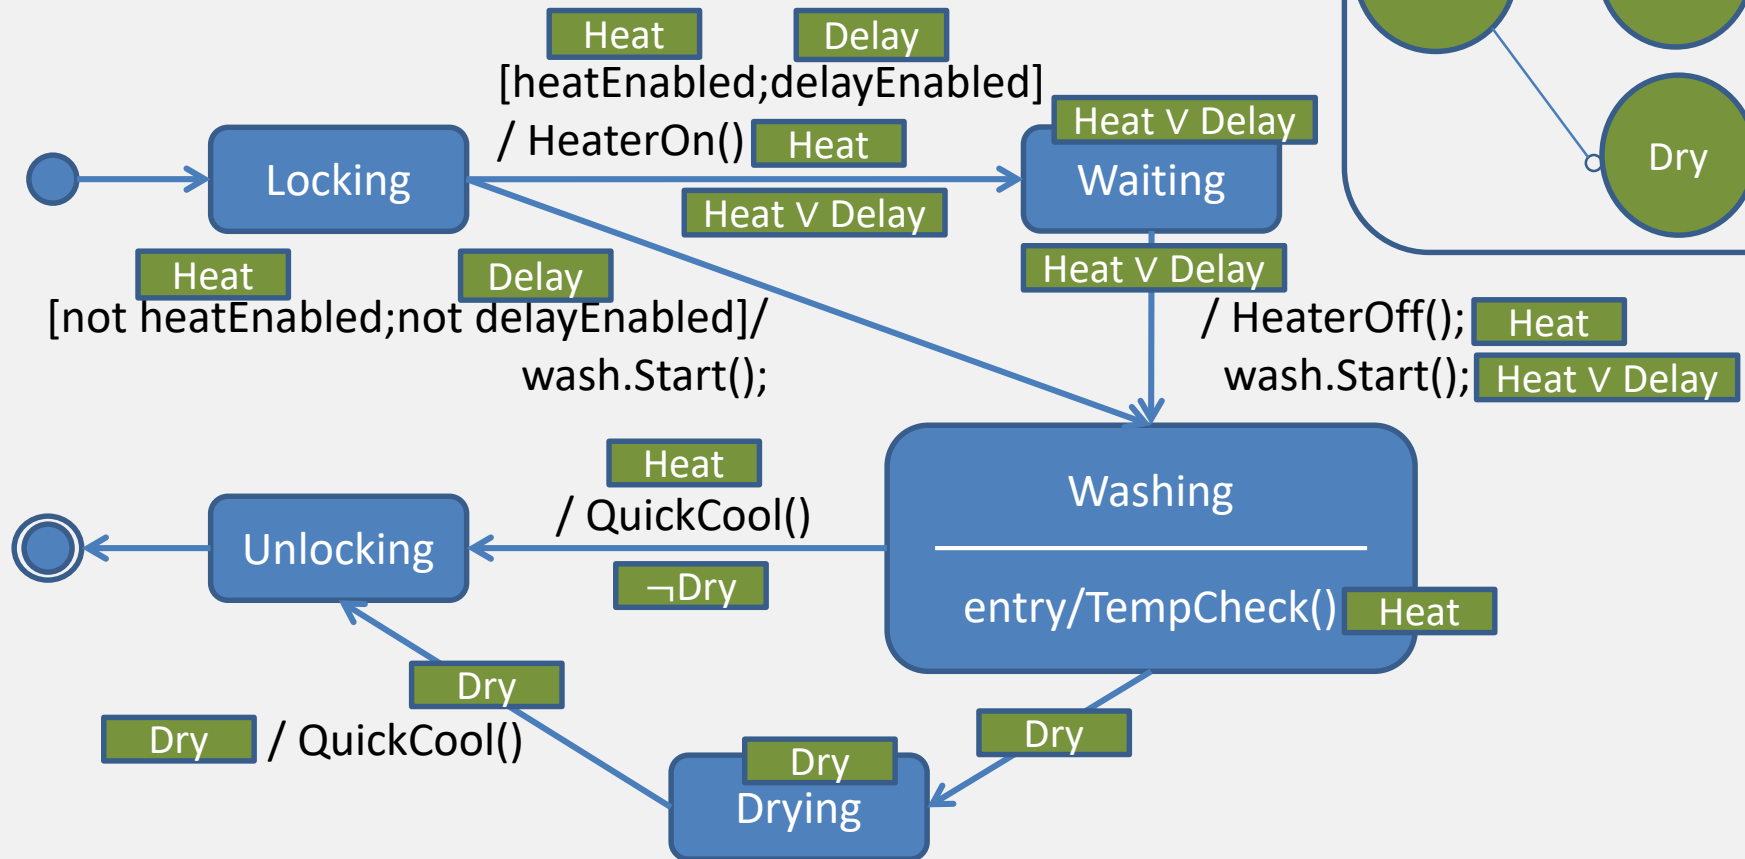 Heat Delay
[heatEnabled;delayEnabled]
/ HeaterOn() Heat
Heat ∨ Delay
Locking
Waiting
Dry
Heat ∨ Delay
Heat ∨ Delay
Heat Delay
[not heatEnabled;not delayEnabled]/
wash.Start();
/ HeaterOff(); Heat
wash.Start(); Heat ∨ Delay
Heat
/ QuickCool()
¬Dry
Washing
entry/TempCheck() Heat
Unlocking
Dry
Dry / QuickCool()
Dry
Dry
Drying